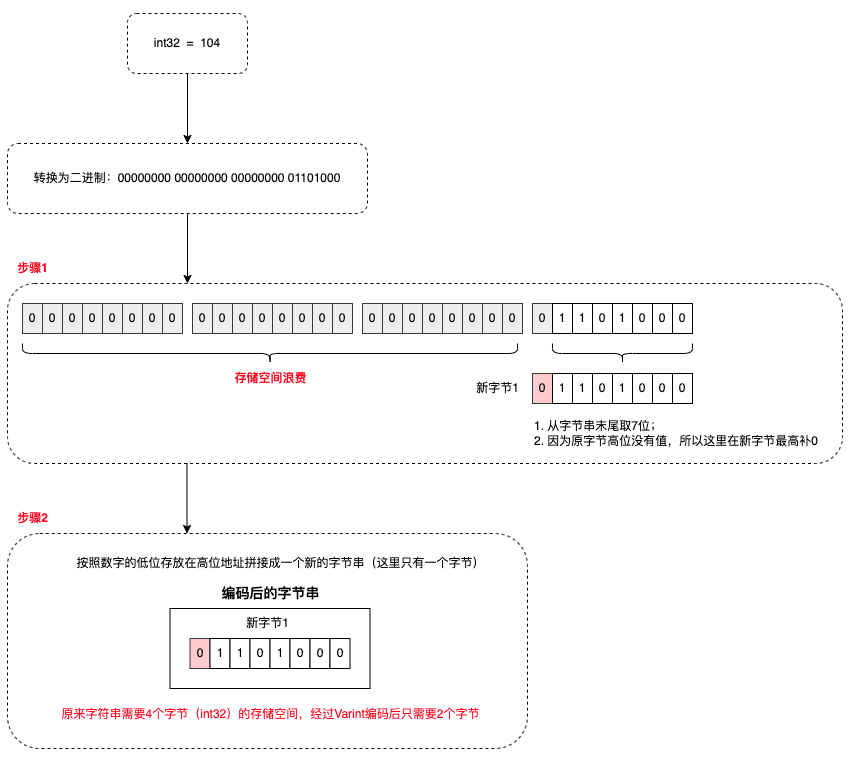 int32 = 104
转换为二进制：00000000 00000000 00000000 01101000
步骤1
0 0 0 0 0 0 0 0 0 0 0 0 0 0 0 0 0 0 0 0 0 0 0 0 0 1 1 0 1 0 0 0
存储空间浪费
新字节1 0 1 1 0 1 0 0 0
1. 从字节串末尾取7位；
2. 因为原字节高位没有值，所以这里在新字节最高补0
步骤2
按照数字的低位存放在高位地址拼接成一个新的字节串（这里只有一个字节）
编码后的字节串
新字节1
0 1 1 0 1 0 0 0
原来字符串需要4个字节（int32）的存储空间，经过Varint编码后只需要2个字节